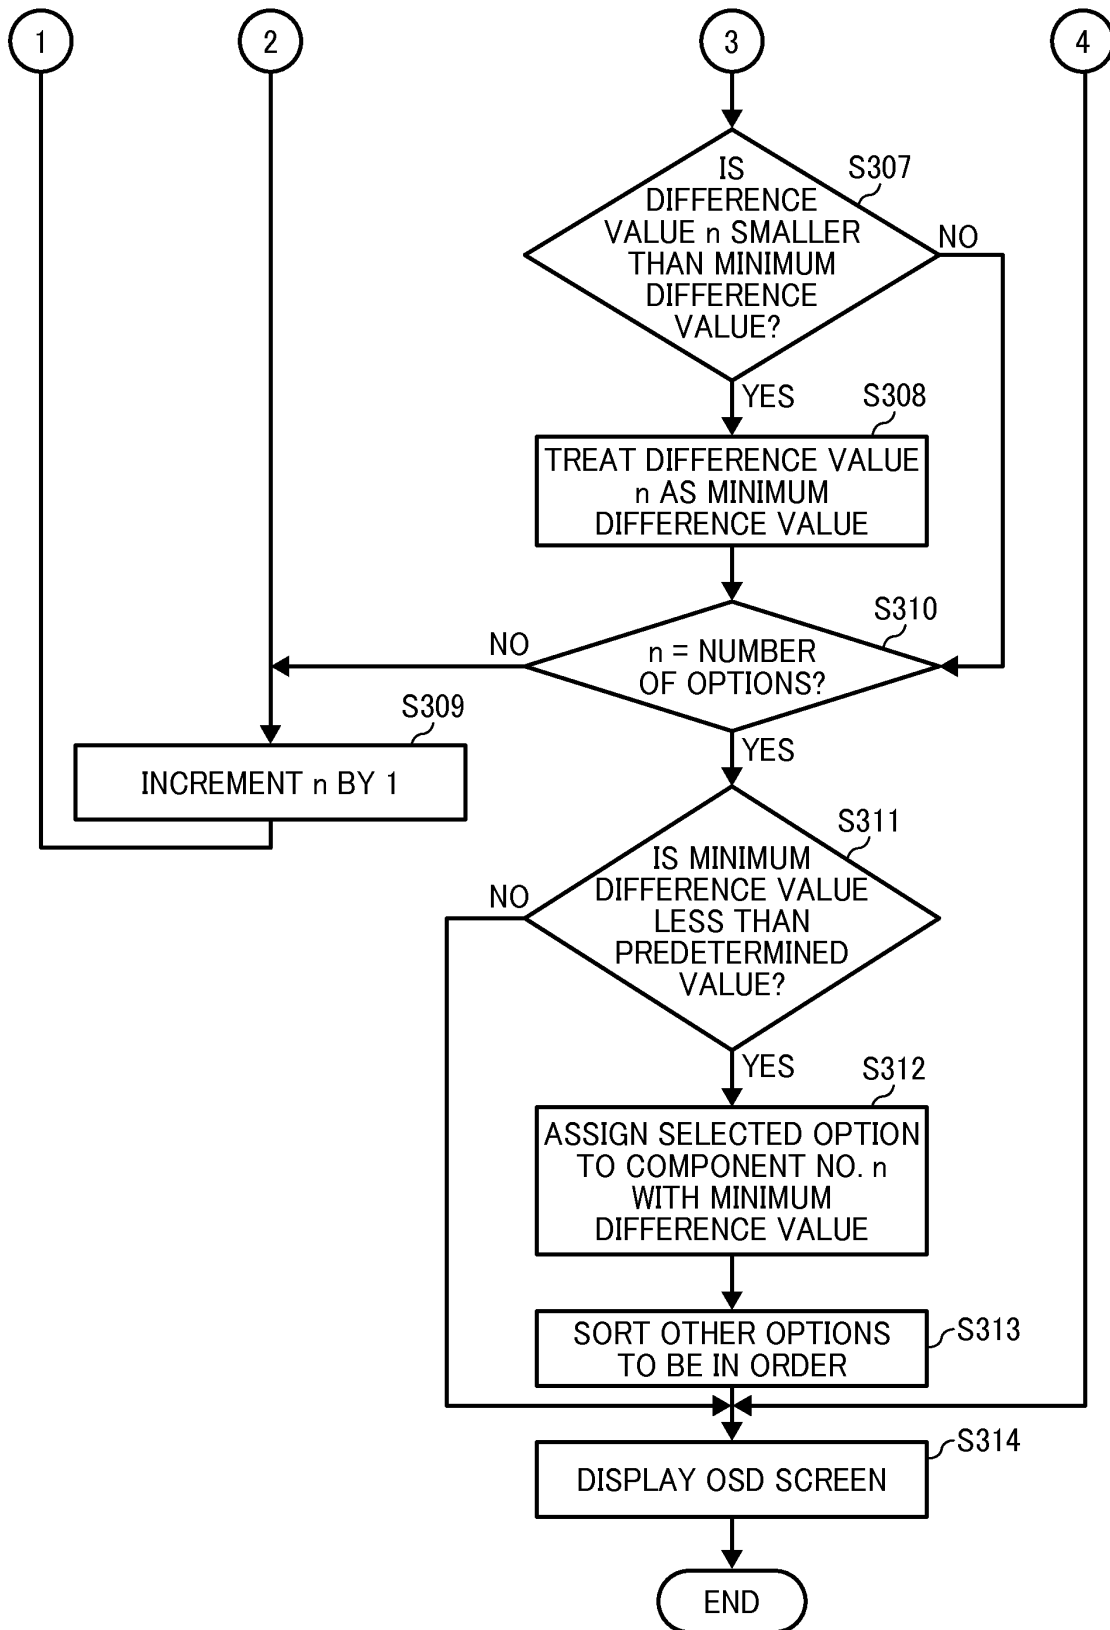 1
2
3
4
IS
DIFFERENCE
VALUE n SMALLER
THAN MINIMUM
DIFFERENCE
VALUE?
S307
NO
YES
S308
TREAT DIFFERENCE VALUE
n AS MINIMUM
DIFFERENCE VALUE
S310
NO
n = NUMBER
OF OPTIONS?
S309
INCREMENT n BY 1
YES
S311
NO
IS MINIMUM
DIFFERENCE VALUE
LESS THAN
PREDETERMINED
VALUE?
YES
S312
ASSIGN SELECTED OPTION
TO COMPONENT NO. n
WITH MINIMUM
DIFFERENCE VALUE
SORT OTHER OPTIONS
TO BE IN ORDER
S313
S314
DISPLAY OSD SCREEN
END